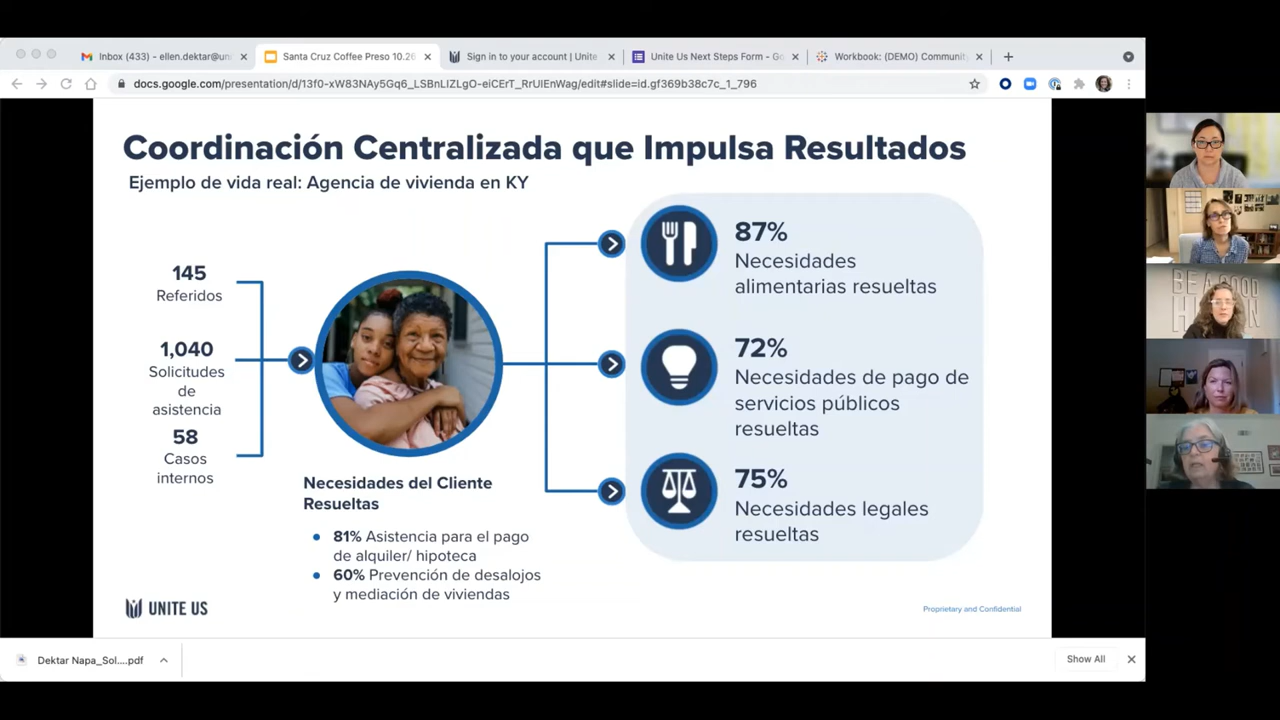 Inbox (433) - ellen.dektar@uni
Santa Cruz Coffee Preso 10.26
Sign in to your account | Unite
Unite Us Next Steps Form - Go
Workbook: (DEMO) Communit
docs.google.com/presentation/d/13f0-xW83NAy5Gq6_LSBnLIZLgO-eiCErT_RrUlEnWag/edit#slide=id.gf369b38c7c_1_796
Coordinación Centralizada que Impulsa Resultados
Ejemplo de vida real: Agencia de vivienda en KY
145
Referidos
1,040
Solicitudes
de
asistencia
58
Casos
internos
Necesidades del Cliente
Resueltas
• 81% Asistencia para el pago
de alquiler/ hipoteca
• 60% Prevención de desalojos
y mediación de viviendas
87%
Necesidades
alimentarias resueltas
72%
Necesidades de pago de
servicios públicos
resueltas
75%
Necesidades legales
resueltas
UNITE US
Proprietary and Confidential
BE A GOOD
Dektar Napa_Sol....pdf
Show All